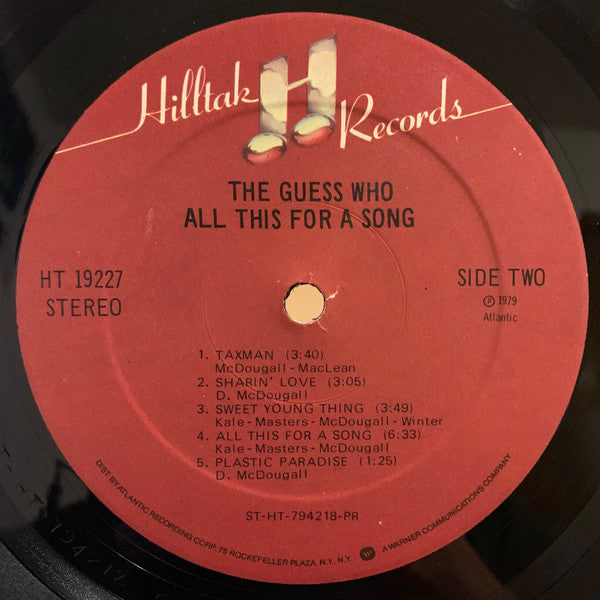 Hilltak H Records
THE GUESS WHO
ALL THIS FOR A SONG
HT 19227
STEREO
SIDE TWO
℗ 1979
Atlantic
1. TAXMAN (3:40)
McDougall - MacLean
2. SHARIN' LOVE (3:05)
D. McDougall
3. SWEET YOUNG THING (3:49)
Kale - Masters - McDougall - Winter
4. ALL THIS FOR A SONG (6:33)
Kale - Masters - McDougall
5. PLASTIC PARADISE (1:25)
D. McDougall
ST-HT-794218-PR
DIST. BY ATLANTIC RECORDING CORP. 75 ROCKEFELLER PLAZA, N.Y. N.Y. A WARNER COMMUNICATIONS COMPANY